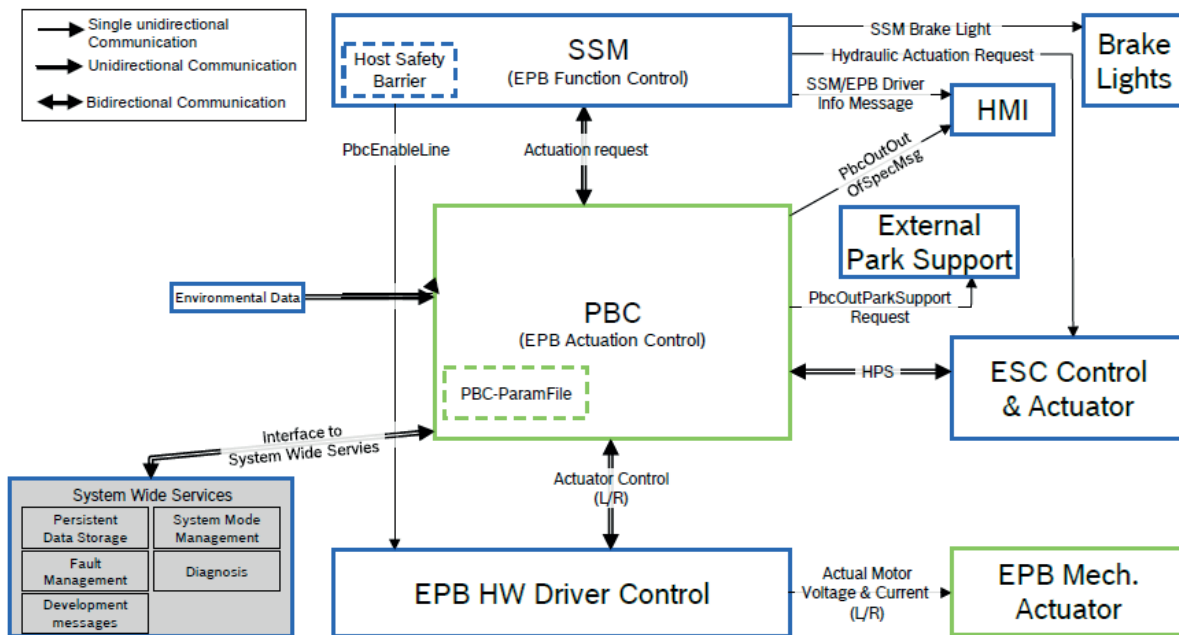 Single unidirectional
Communication
Unidirectional Communication
Bidirectional Communication
SSM
(EPB Function Control)
Host Safety
Barrier
SSM Brake Light
Hydraulic Actuation Request
SSM/EPB Driver
Info Message
Brake
Lights
HMI
PbcEnableLine
Actuation request
PbcOutOut
OfSpecMsg
External
Park Support
Environmental Data
PBC
(EPB Actuation Control)
PBC-ParamFile
PbcOutParkSupport
Request
HPS
ESC Control
& Actuator
Interface to
System Wide Servies
Actuator Control
(L/R)
System Wide Services
Persistent
Data Storage
System Mode
Management
Fault
Management
Diagnosis
Development
messages
EPB HW Driver Control
Actual Motor
Voltage & Current
(L/R)
EPB Mech.
Actuator